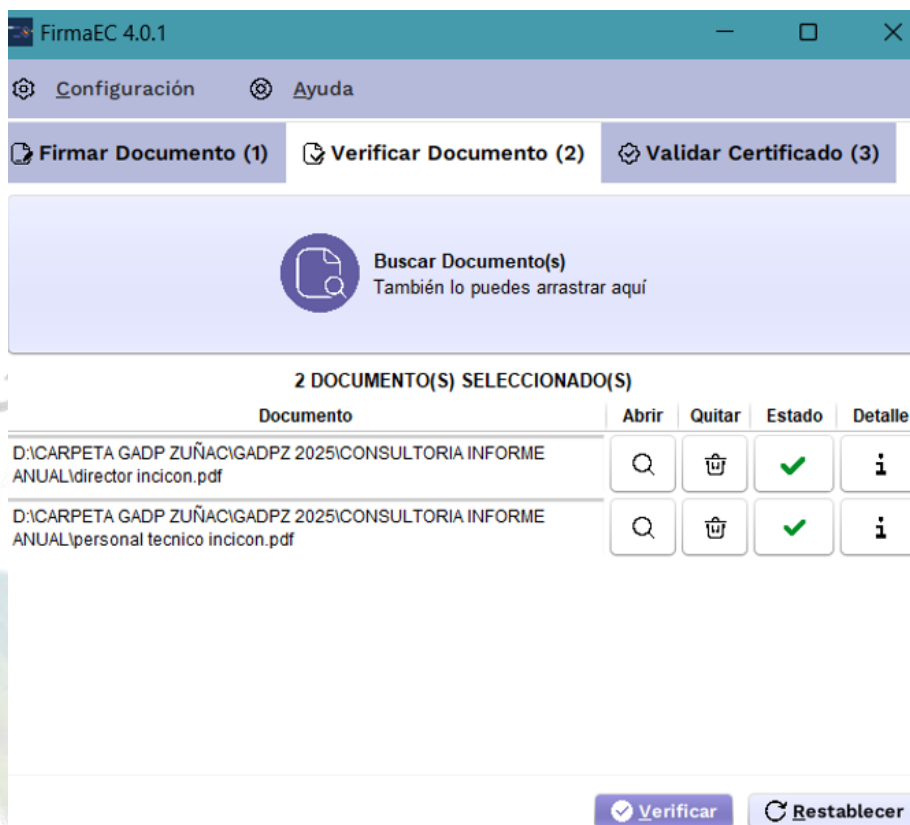 FirmaEC 4.0.1
Configuración Ayuda
Firmar Documento (1) Verificar Documento (2) Validar Certificado (3)
Buscar Documento(s)
También lo puedes arrastrar aquí
2 DOCUMENTO(S) SELECCIONADO(S)
Documento Abrir Quitar Estado Detalle
D:\CARPETA GADP ZUÑAC\GADPZ 2025\CONSULTORIA INFORME
ANUAL\director incicon.pdf
D:\CARPETA GADP ZUÑAC\GADPZ 2025\CONSULTORIA INFORME
ANUAL\personal tecnico incicon.pdf
Verificar Restablecer